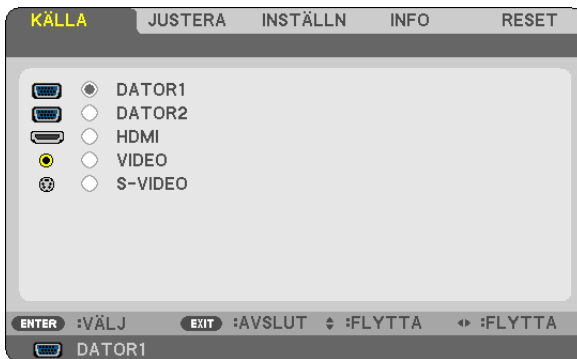 KÄLLA JUSTERA INSTÄLLN INFO RESET
DATOR1
DATOR2
HDMI
VIDEO
S-VIDEO
ENTER :VÄLJ EXIT :AVSLUT :FLYTTA :FLYTTA
DATOR1